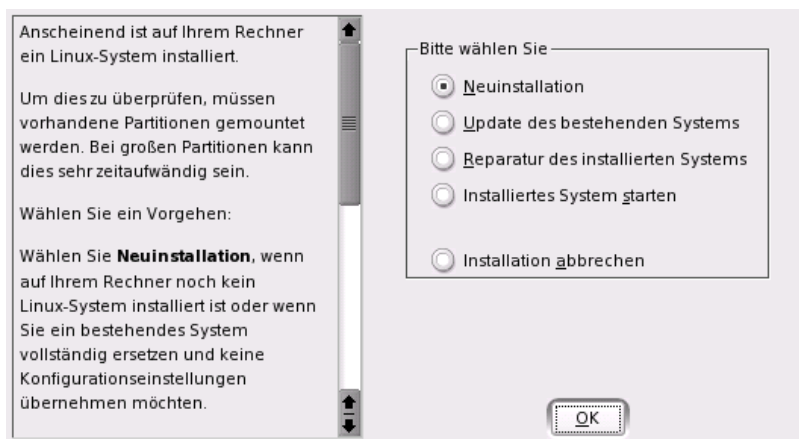 Anscheinend ist auf Ihrem Rechner
ein Linux-System installiert.
Um dies zu überprüfen, müssen
vorhandene Partitionen gemountet
werden. Bei großen Partitionen kann
dies sehr zeitaufwändig sein.
Wählen Sie ein Vorgehen:
Wählen Sie Neuinstallation, wenn
auf Ihrem Rechner noch kein
Linux-System installiert ist oder wenn
Sie ein bestehendes System
vollständig ersetzen und keine
Konfigurationseinstellungen
übernehmen möchten.
Bitte wählen Sie
Neuinstallation
Update des bestehenden Systems
Reparatur des installierten Systems
Installiertes System starten
Installation abbrechen
OK